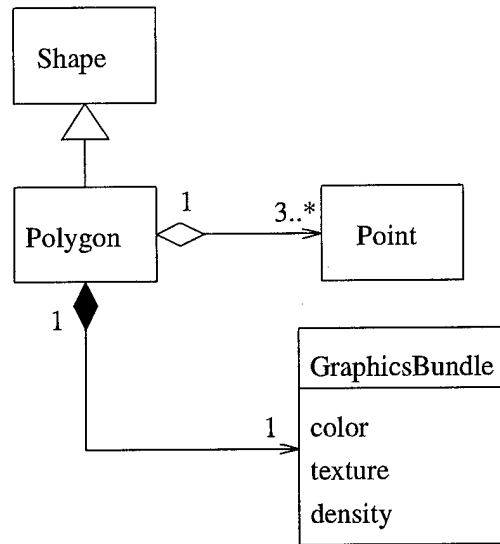 Shape
1
Polygon
3..*
Point
1
GraphicsBundle
1
color
texture
density